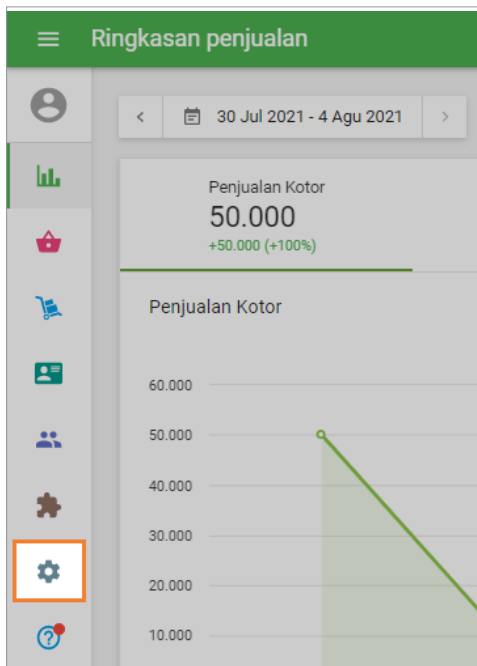 Ringkasan penjualan
30 Jul 2021 - 4 Agu 2021
Penjualan Kotor
50.000
+50.000 (+100%)
Penjualan Kotor
60.000
50.000
40.000
30.000
20.000
10.000